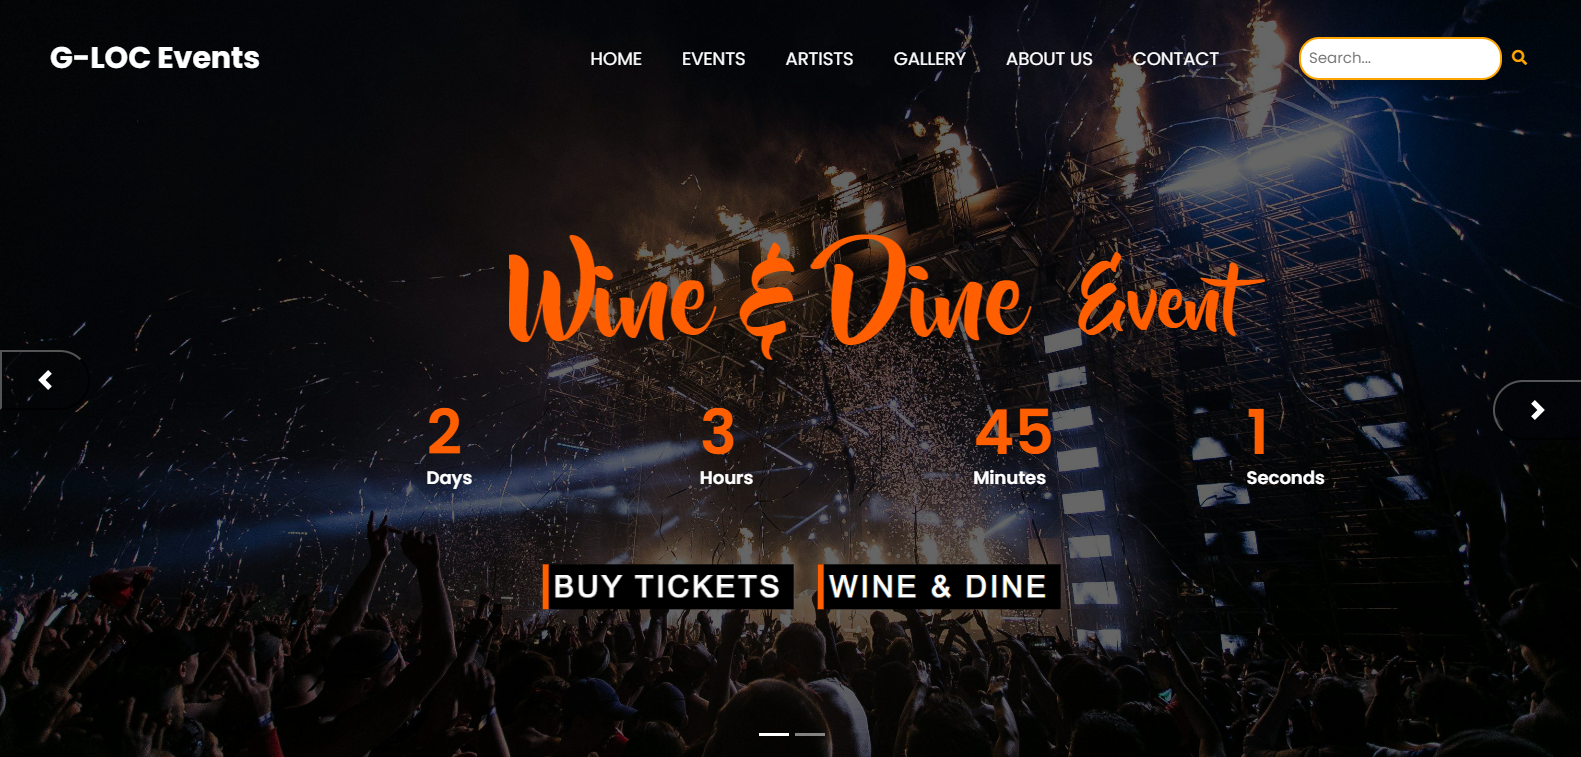 G-LOC Events
HOME EVENTS ARTISTS GALLERY ABOUT US CONTACT Search...
Wine & Dine Event
2 3 45 1
Days Hours Minutes Seconds
BUY TICKETS WINE & DINE